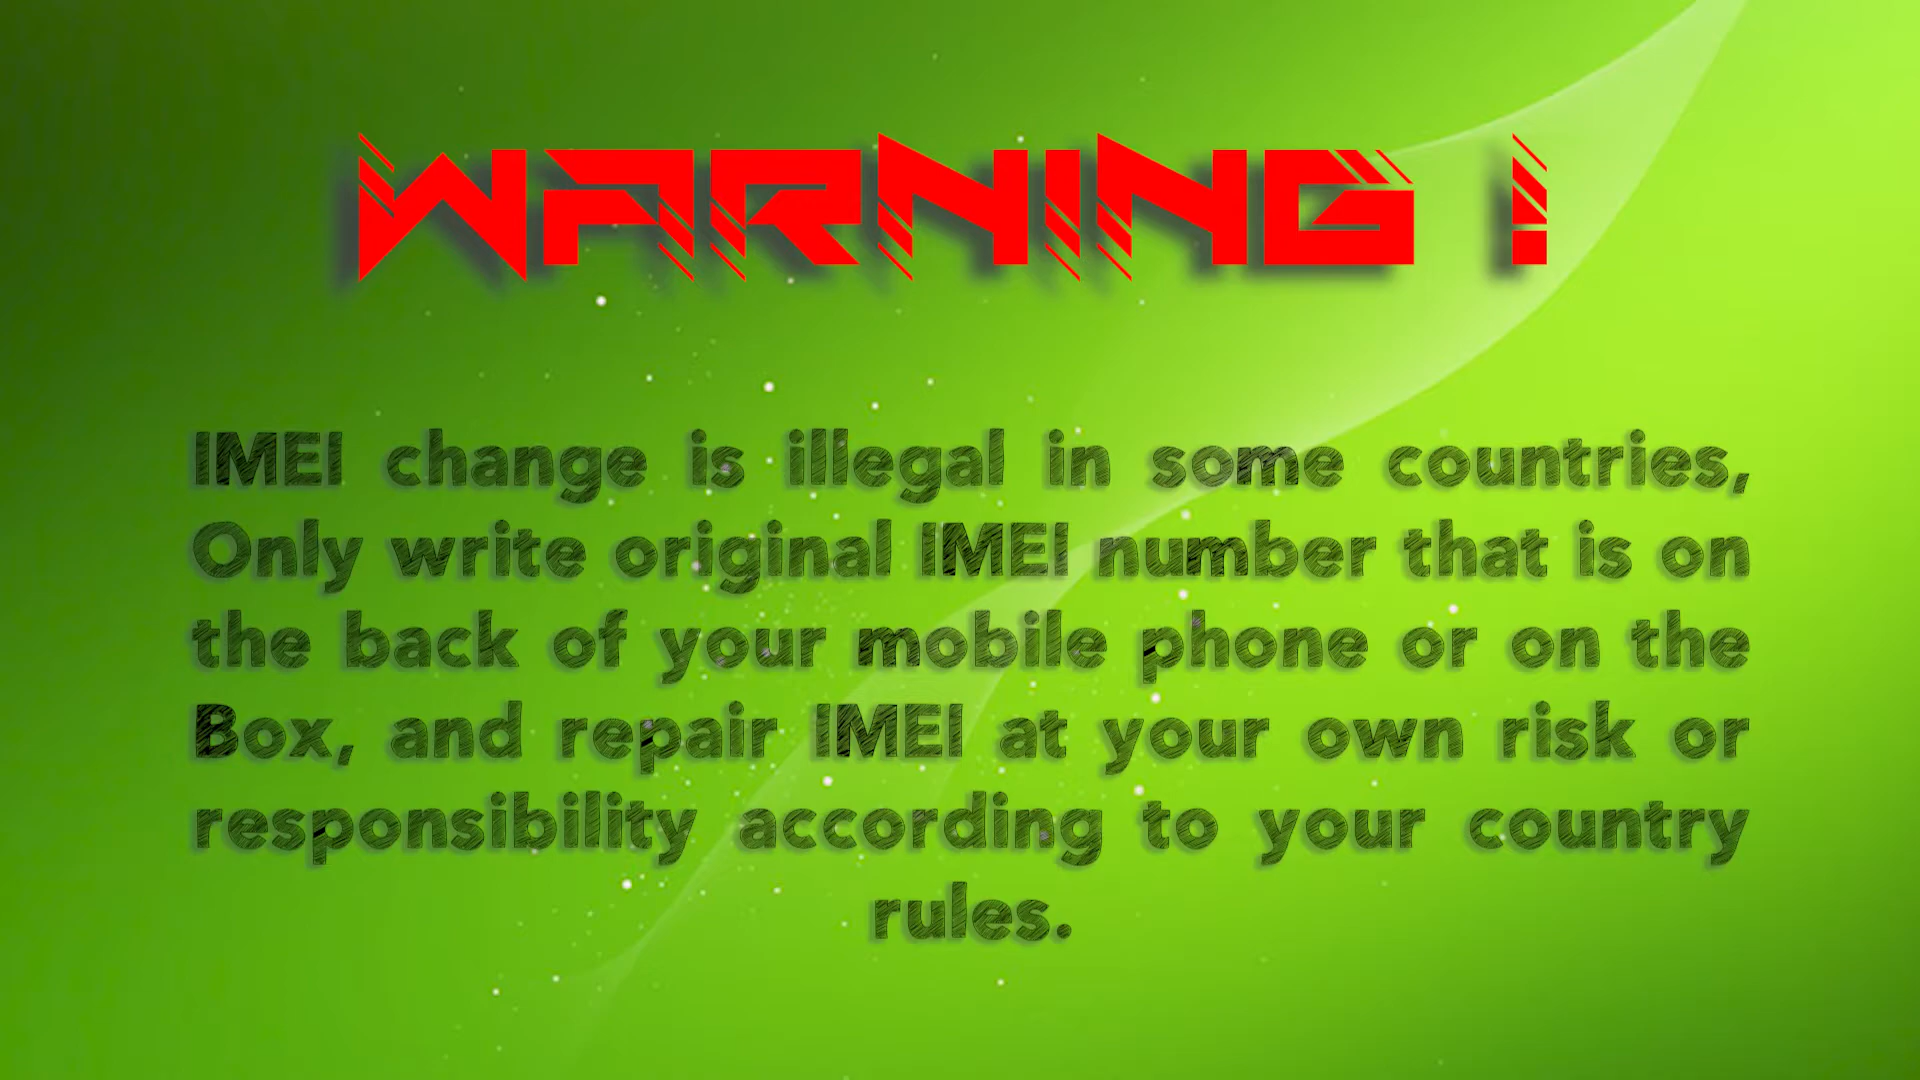 WARNING !
IMEI change is illegal in some countries,
Only write original IMEI number that is on
the back of your mobile phone or on the
Box, and repair IMEI at your own risk or
responsibility according to your country
rules.